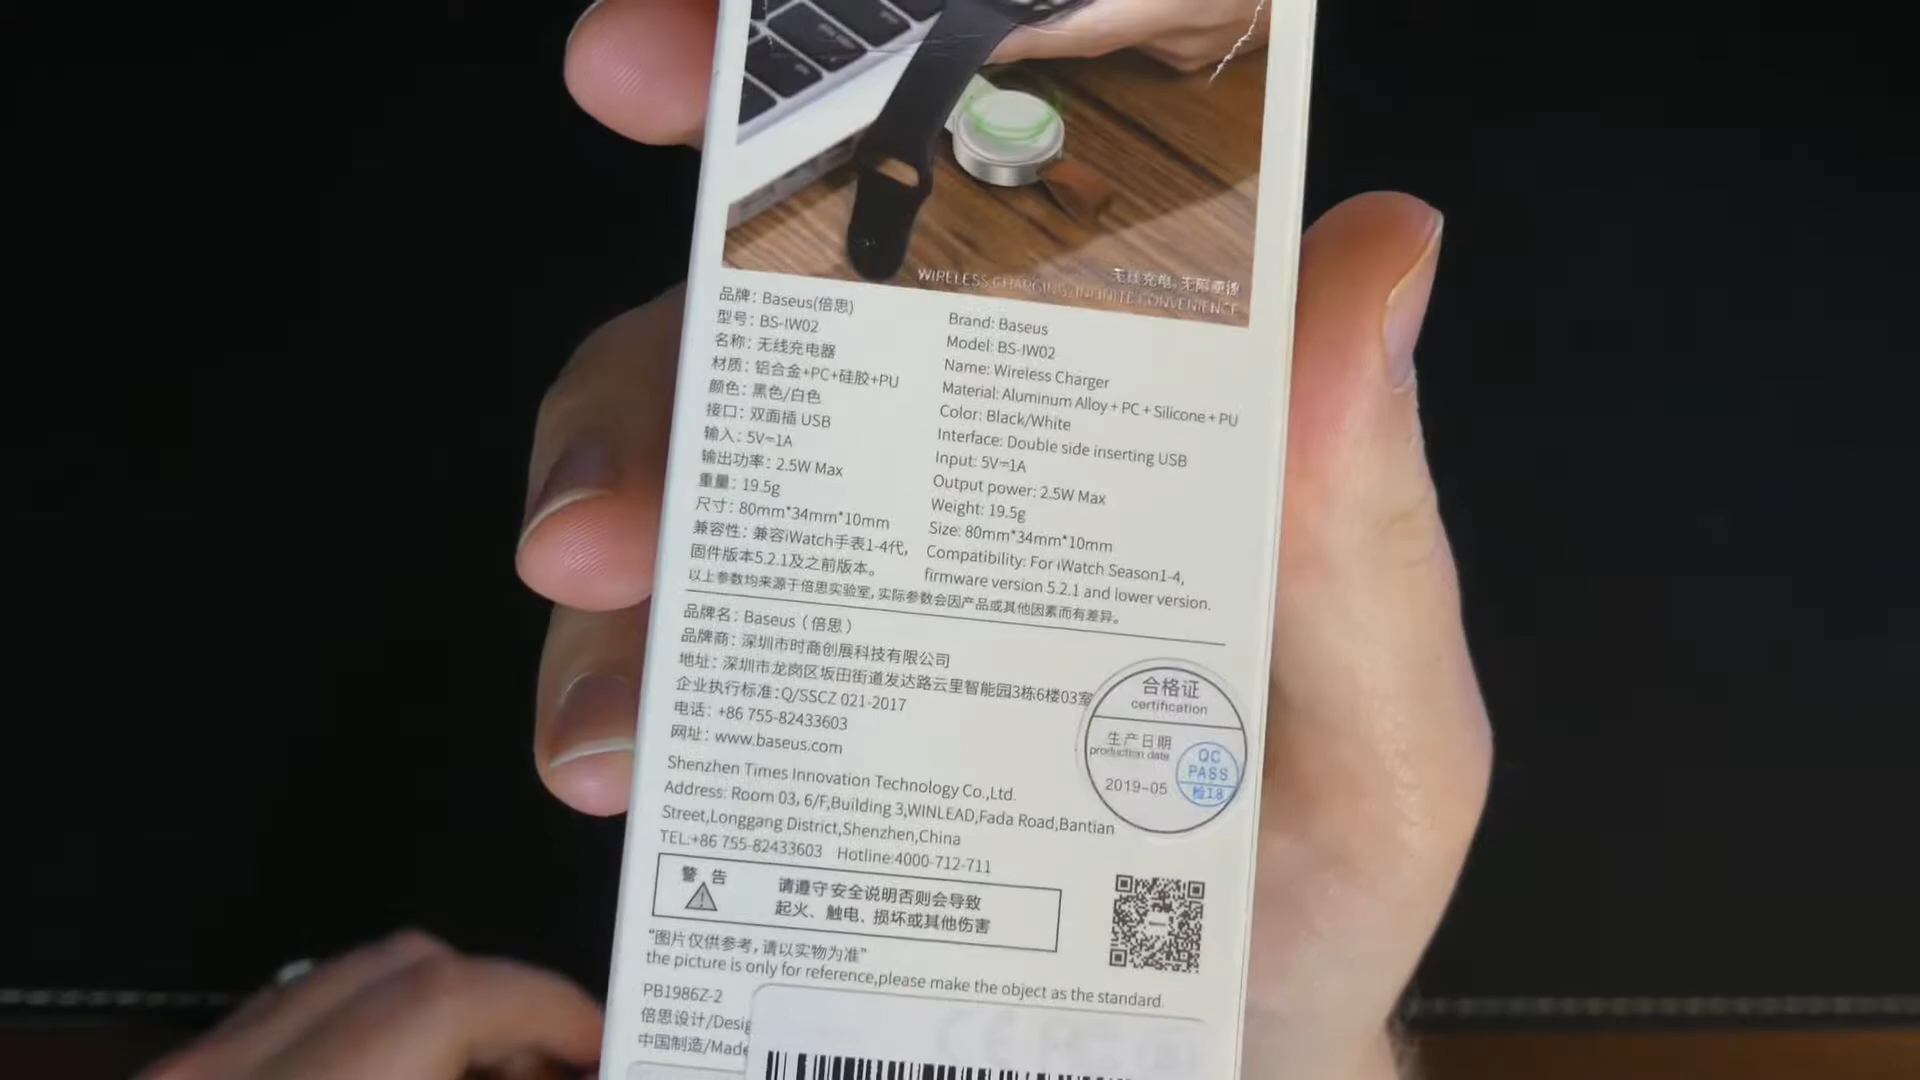 无线充电，无限便捷
WIRELESS CHARGING, INFINITE CONVENIENCE
品牌：Baseus(倍思)
型号：BS-IW02
名称：无线充电器
材质：铝合金+PC+硅胶+PU
颜色：黑色/白色
接口：双面插 USB
输入：5V=1A
输出功率：2.5W Max
重量：19.5g
尺寸：80mm*34mm*10mm
兼容性：兼容iWatch手表1-4代，
固件版本5.2.1及之前版本。
Brand: Baseus
Model: BS-IW02
Name: Wireless Charger
Material: Aluminum Alloy + PC + Silicone + PU
Color: Black/White
Interface: Double side inserting USB
Input: 5V=1A
Output power: 2.5W Max
Weight: 19.5g
Size: 80mm*34mm*10mm
Compatibility: For iWatch Season1-4,
firmware version 5.2.1 and lower version.
以上参数均来源于倍思实验室，实际参数会因产品或其他因素而有差异。
品牌名：Baseus（倍思）
品牌商：深圳市时商创展科技有限公司
地址：深圳市龙岗区坂田街道发达路云里智能园3栋6楼03室
企业执行标准：Q/SSCZ 021-2017
电话：+86 755-82433603
网址：www.baseus.com
合格证
certification
生产日期
production date
2019-05
QC
PASS
检18
Shenzhen Times Innovation Technology Co.,Ltd.
Address: Room 03, 6/F,Building 3,WINLEAD,Fada Road,Bantian
Street,Longgang District,Shenzhen,China
TEL:+86 755-82433603 Hotline:4000-712-711
警 告
请遵守安全说明否则会导致
起火、触电、损坏或其他伤害
“图片仅供参考，请以实物为准”
the picture is only for reference,please make the object as the standard.
PB1986Z-2
倍思设计/Desig
中国制造/Made